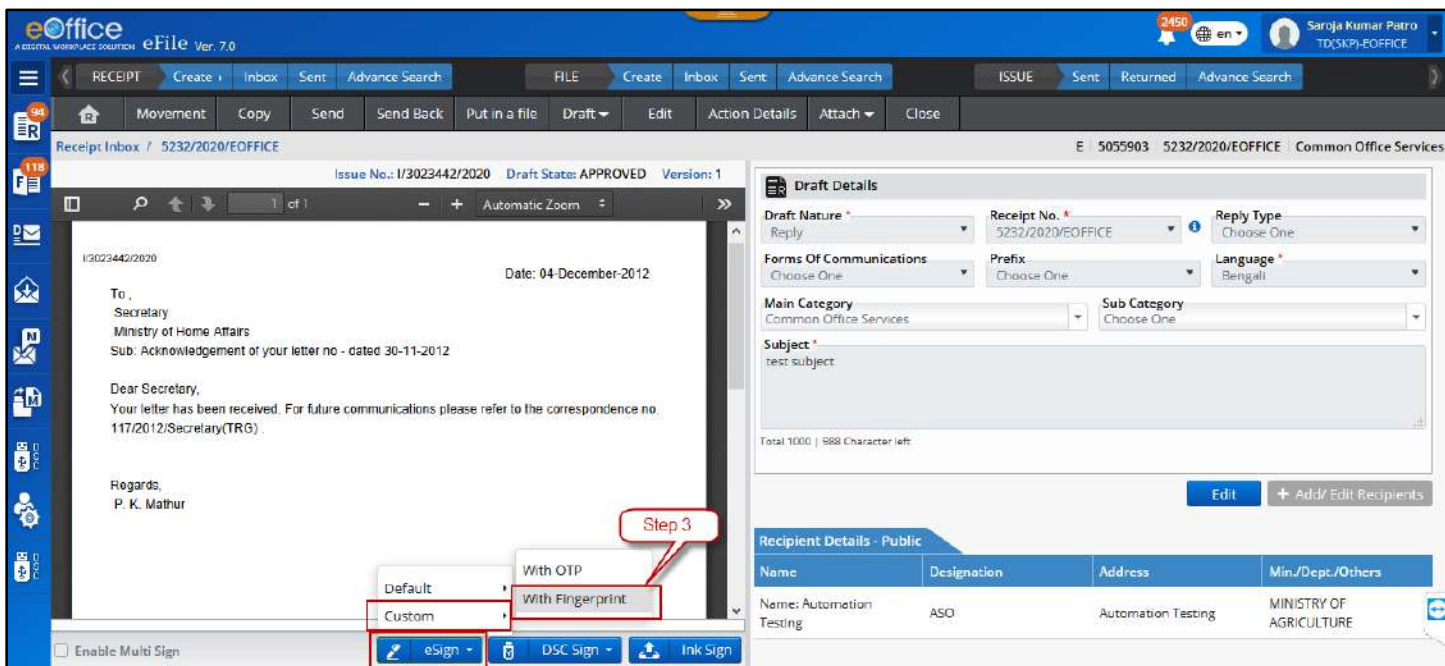 eOffice
A DIGITAL WORKPLACE SOLUTION eFile Ver. 7.0
2450
en
Saroja Kumar Patro
TD(SKP)-EOFFICE
RECEIPT Create Inbox Sent Advance Search FILE Create Inbox Sent Advance Search ISSUE Sent Returned Advance Search
94
R Movement Copy Send Send Back Put in a file Draft Edit Action Details Attach Close
Receipt Inbox / 5232/2020/EOFFICE
E 5055903 5232/2020/EOFFICE Common Office Services
118
Issue No.: I/3023442/2020 Draft State: APPROVED Version: 1
1 of 1 Automatic Zoom
I/3023442/2020
Date: 04-December-2012
To ,
Secretary
Ministry of Home Affairs
Sub: Acknowledgement of your letter no - dated 30-11-2012
Dear Secretary,
Your letter has been received. For future communications please refer to the correspondence no.
117/2012/Secretary(TRG) .
Regards,
P. K. Mathur
Step 3
With OTP
With Fingerprint
Default
Custom
Enable Multi Sign
eSign
DSC Sign
Ink Sign
Draft Details
Draft Nature * Receipt No. * Reply Type
Reply 5232/2020/EOFFICE Choose One
Forms Of Communications Prefix Language *
Choose One Choose One Bengali
Main Category Sub Category
Common Office Services Choose One
Subject *
test subject
Total 1000 | 988 Character left
Edit + Add/ Edit Recipients
Recipient Details - Public
Name Designation Address Min./Dept./Others
Name: Automation Testing ASO Automation Testing MINISTRY OF AGRICULTURE